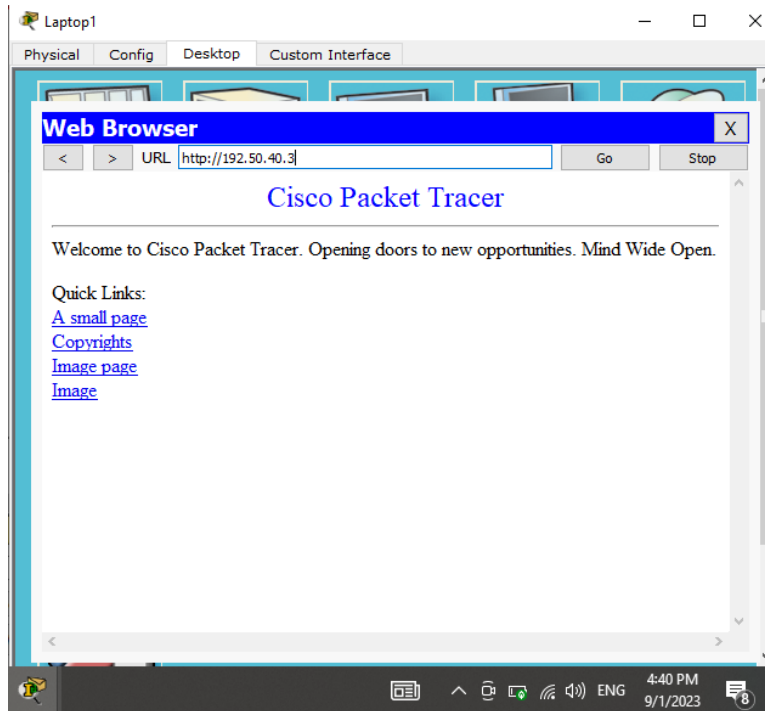 Laptop1
Physical Config Desktop Custom Interface
Web Browser X
< > URL http://192.50.40.3 Go Stop
Cisco Packet Tracer
Welcome to Cisco Packet Tracer. Opening doors to new opportunities. Mind Wide Open.
Quick Links:
A small page
Copyrights
Image page
Image
ENG 4:40 PM
9/1/2023 8